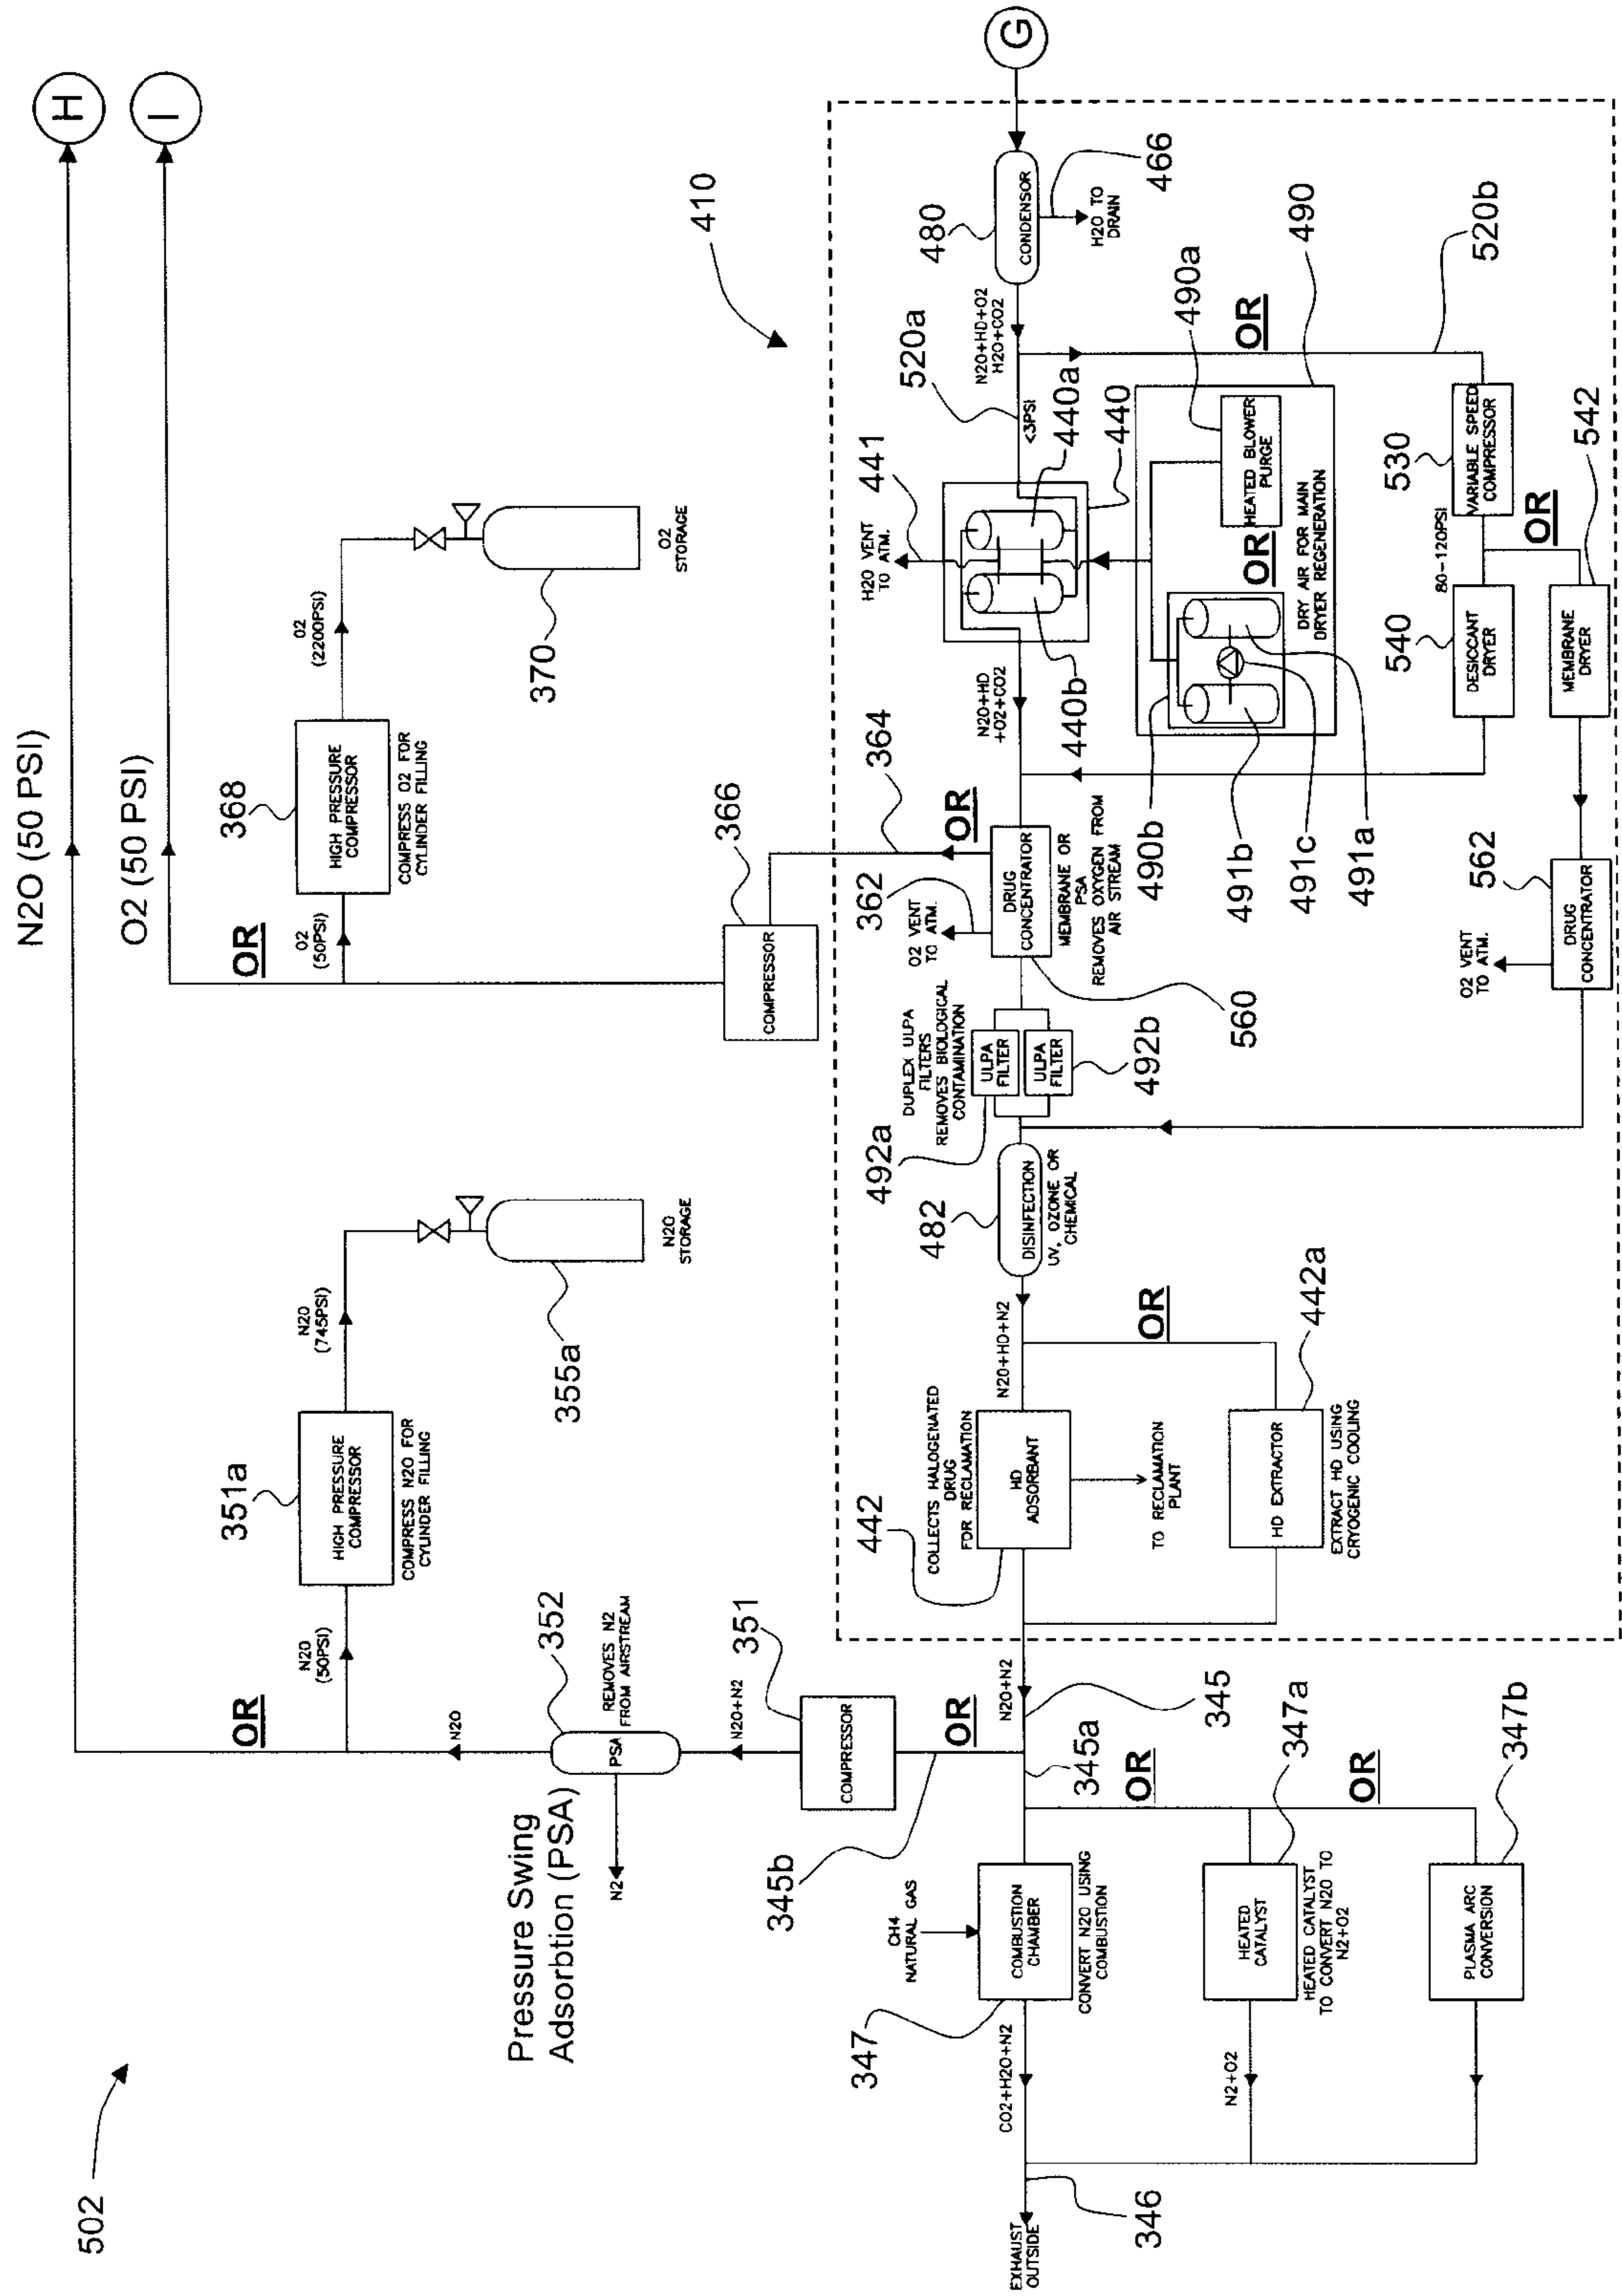 502
N2O (50 PSI)
H
O2 (50 PSI)
I
OR
N2O
(50PSI)
351a
HIGH PRESSURE
COMPRESSOR
COMPRESS N2O FOR
CYLINDER FILLING
N2O
(745PSI)
355a
N2O
STORAGE
OR
O2
(50PSI)
368
HIGH PRESSURE
COMPRESSOR
COMPRESS O2 FOR
CYLINDER FILLING
O2
(2200PSI)
370
O2
STORAGE
N2O
Pressure Swing
Adsorbtion (PSA)
352
PSA
N2
REMOVES N2
FROM AIRSTREAM
N2O+N2
351
COMPRESSOR
345b
OR
366
COMPRESSOR
364
OR
410
G
480
CONDENSOR
466
H2O TO
DRAIN
N2O+HD+O2
H2O+CO2
520a
<3PSI
OR
520b
441
H2O VENT
TO ATM.
440a
440
440b
490
490a
HEATED BLOWER
PURGE
OR
DRY AIR FOR MAIN
DRYER REGENERATION
490b
491b
491c
491a
530
VARIABLE SPEED
COMPRESSOR
80-120PSI
OR
540
DESICCANT
DRYER
542
MEMBRANE
DRYER
562
DRUG
CONCENTRATOR
O2 VENT
TO ATM.
N2O+HD
+O2+CO2
362
O2 VENT
TO ATM.
DRUG
CONCENTRATOR
MEMBRANE OR
PSA
REMOVES OXYGEN FROM
AIR STREAM
560
DUPLEX ULPA
FILTERS
REMOVES BIOLOGICAL
CONTAMINATION
492a
ULPA
FILTER
ULPA
FILTER
492b
482
DISINFECTION
UV, OZONE OR
CHEMICAL
N2O+HD+N2
OR
442
COLLECTS HALOGENATED
DRUG
FOR RECLAMATION
HD
ADSORBANT
TO RECLAMATION
PLANT
442a
HD EXTRACTOR
EXTRACT HD USING
CRYOGENIC COOLING
N2O+N2
345
345a
OR
CH4
NATURAL GAS
347
COMBUSTION
CHAMBER
CONVERT N2O USING
COMBUSTION
CO2+H2O+N2
347a
HEATED
CATALYST
HEATED CATALYST
TO CONVERT N2O TO
N2+O2
N2+O2
OR
347b
PLASMA ARC
CONVERSION
346
EXHAUST
OUTSIDE